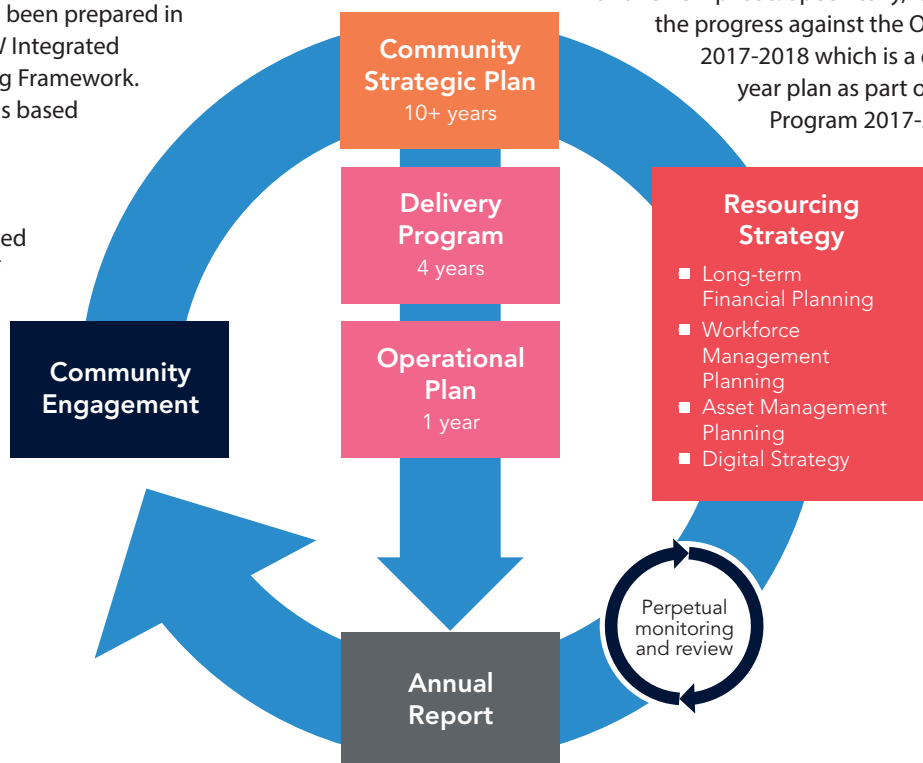 been prepared in
Integrated
Framework.
based
the progress against the
2017-2018 which is a
year plan as part
Program
Community
Strategic Plan
10+ years
Delivery
Program
4 years
Operational
Plan
1 year
Resourcing
Strategy
Long-term
Financial Planning
Workforce
Management
Planning
Asset Management
Planning
Digital Strategy
Community
Engagement
Perpetual
monitoring
and review
Annual
Report